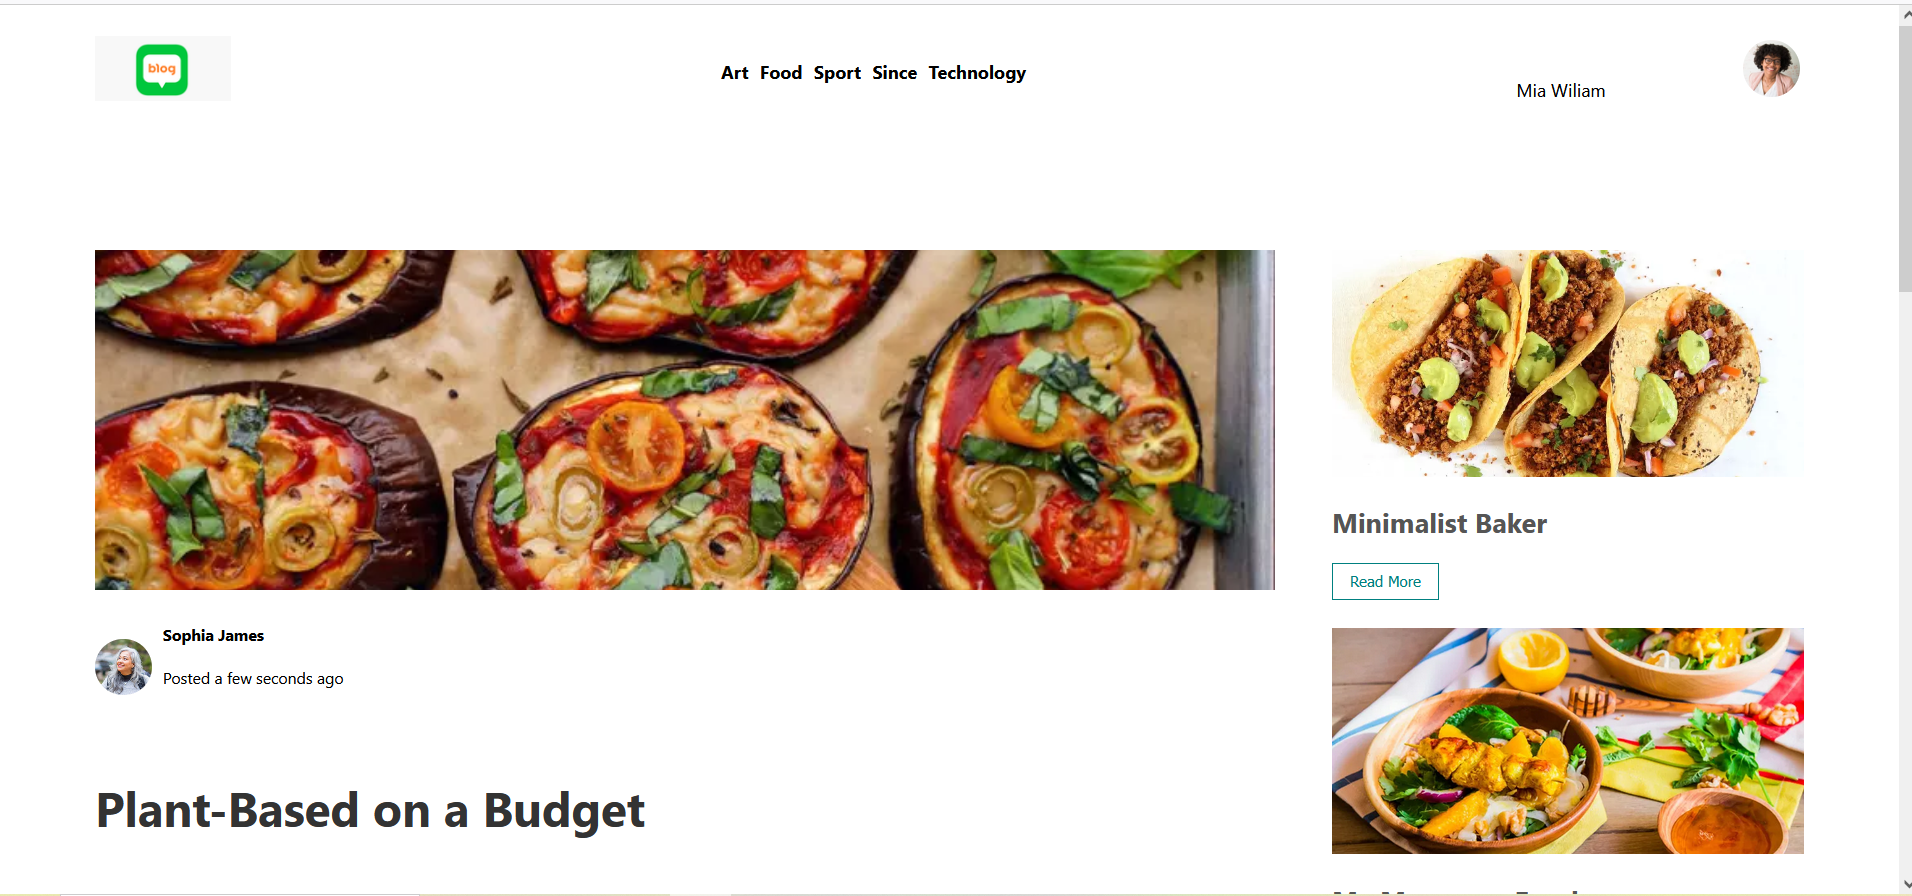 blog
Art Food Sport Since Technology
Mia Wiliam
Sophia James
Posted a few seconds ago
Plant-Based on a Budget
Minimalist Baker
Read More